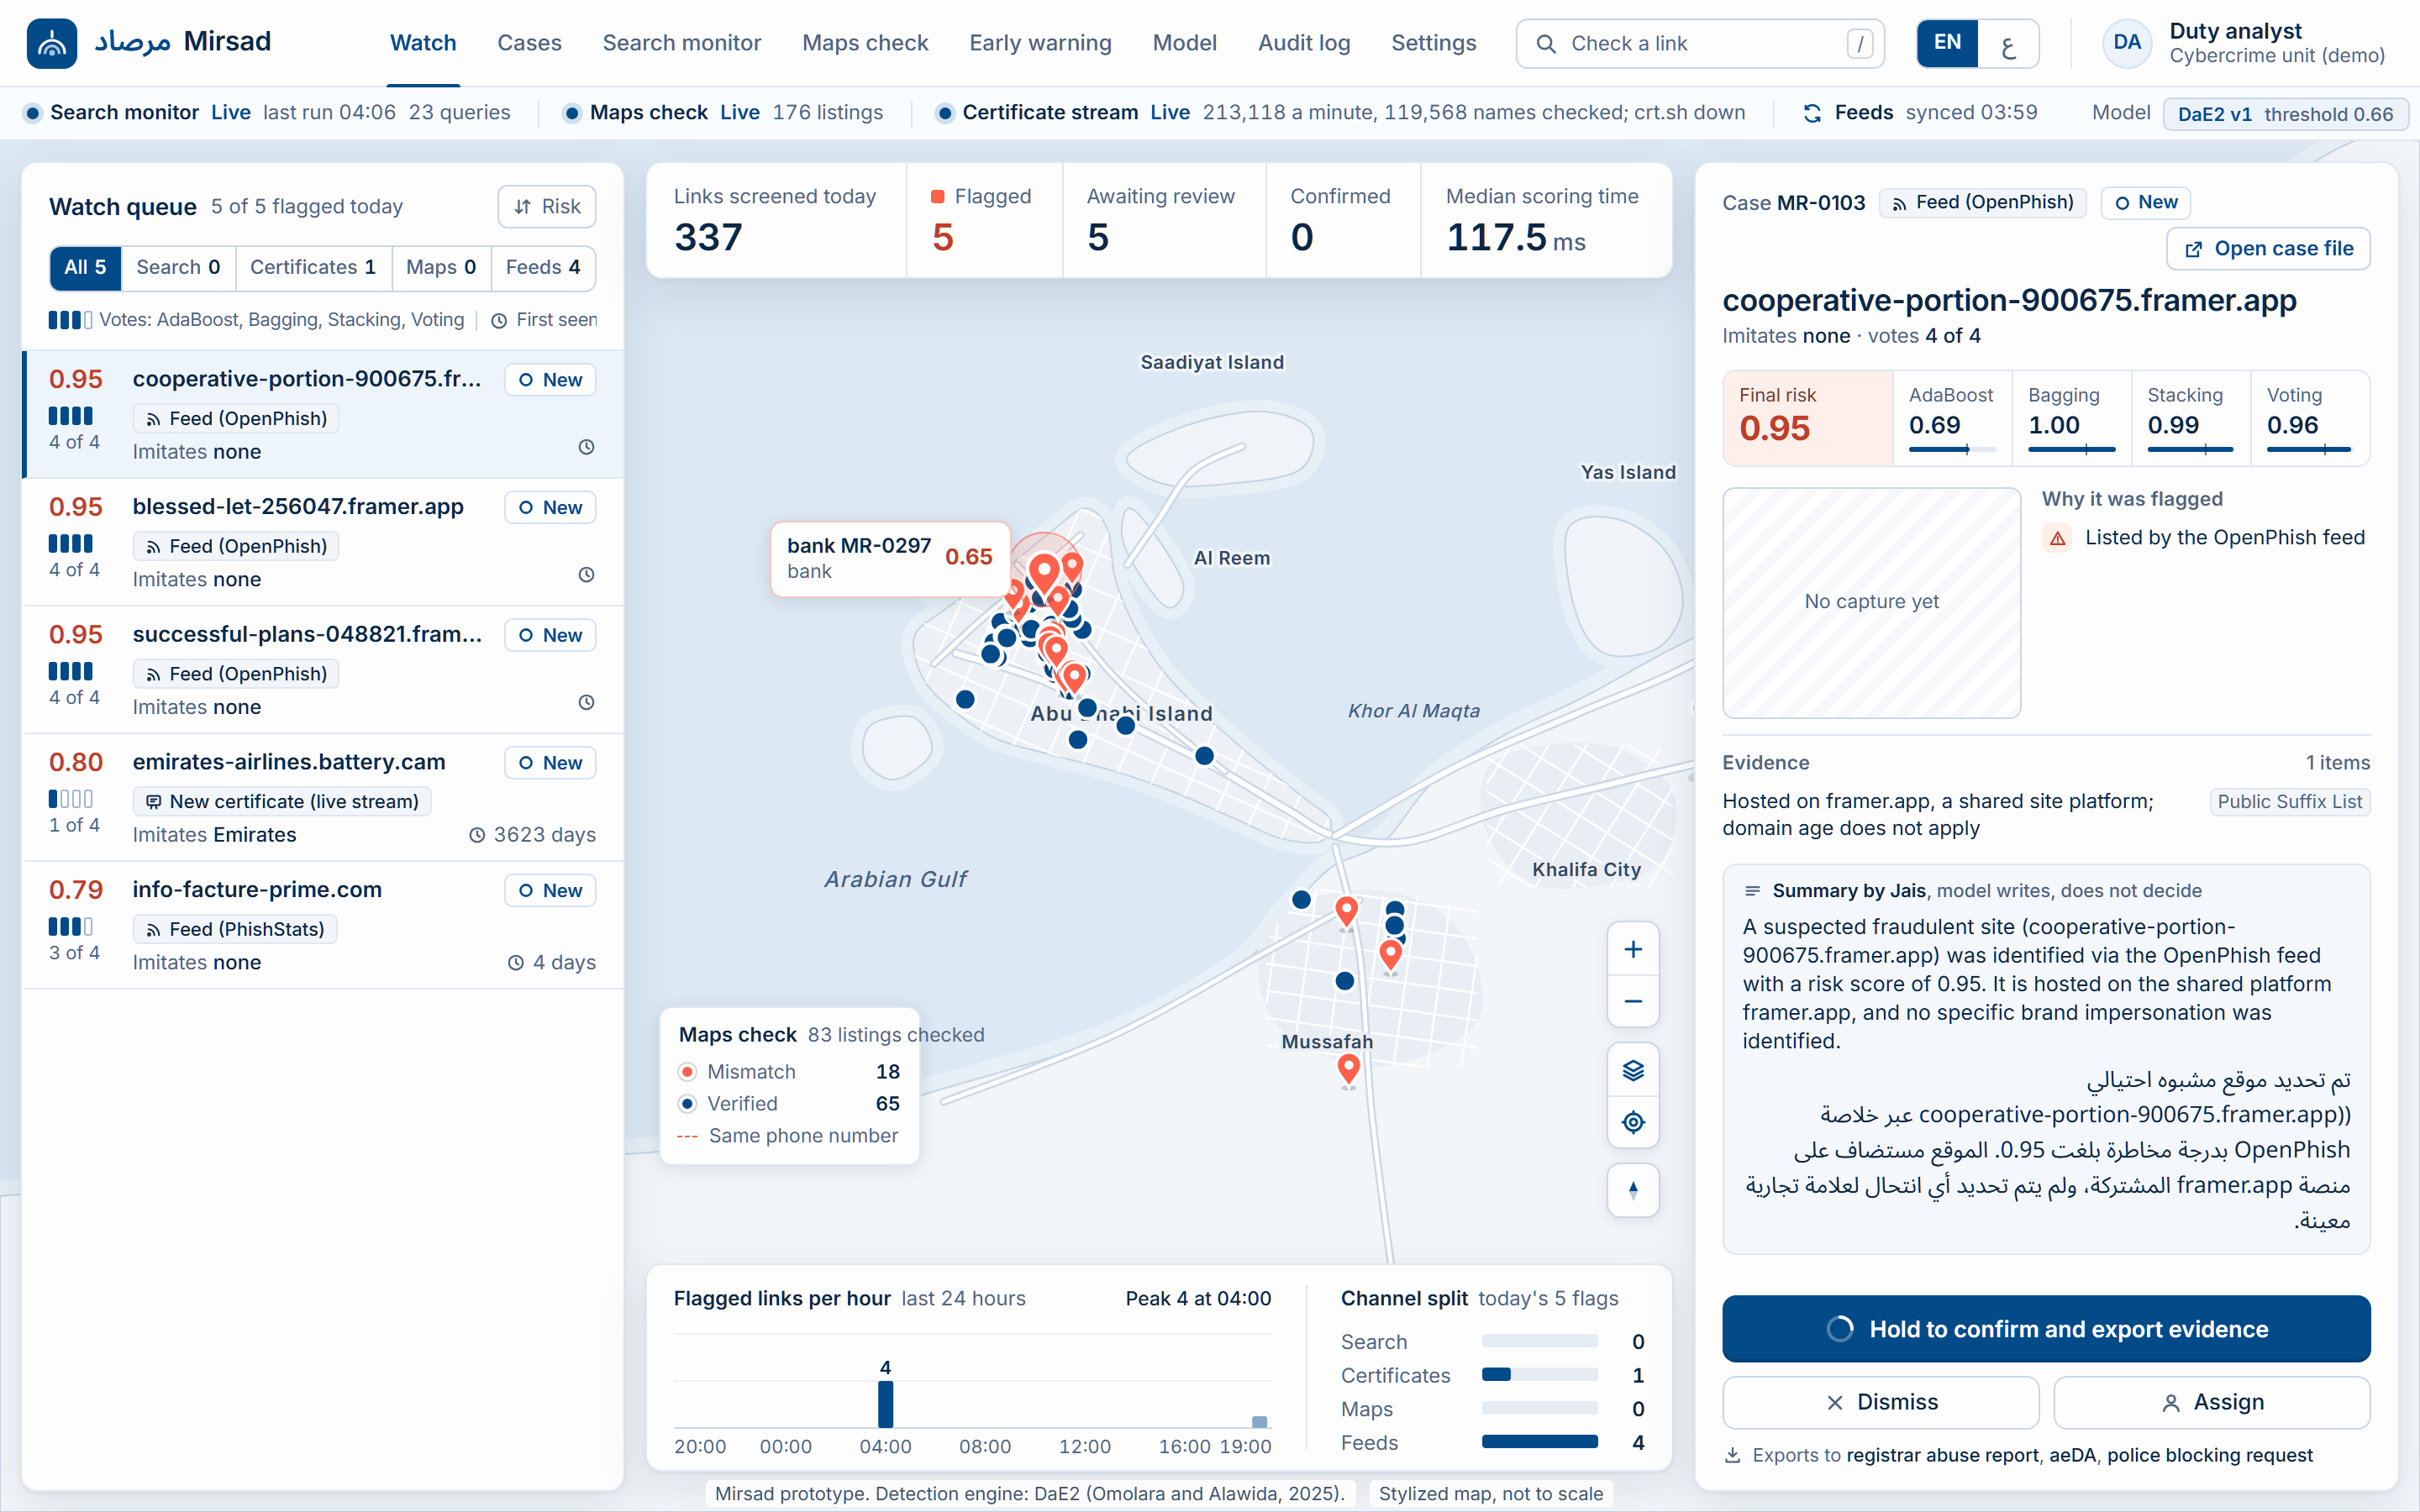 مرصاد Mirsad
Watch Cases Search monitor Maps check Early warning Model Audit log Settings
Check a link /
EN ع
DA Duty analyst
Cybercrime unit (demo)
Search monitor Live last run 04:06 23 queries
Maps check Live 176 listings
Certificate stream Live 213,118 a minute, 119,568 names checked; crt.sh down
Feeds synced 03:59
Model DaE2 v1 threshold 0.66
Watch queue 5 of 5 flagged today Risk
All 5 Search 0 Certificates 1 Maps 0 Feeds 4
Votes: AdaBoost, Bagging, Stacking, Voting First seen
0.95 cooperative-portion-900675.fr... New
Feed (OpenPhish)
4 of 4 Imitates none
0.95 blessed-let-256047.framer.app New
Feed (OpenPhish)
4 of 4 Imitates none
0.95 successful-plans-048821.fram... New
Feed (OpenPhish)
4 of 4 Imitates none
0.80 emirates-airlines.battery.cam New
New certificate (live stream)
1 of 4 Imitates Emirates 3623 days
0.79 info-facture-prime.com New
Feed (PhishStats)
3 of 4 Imitates none 4 days
Links screened today Flagged Awaiting review Confirmed Median scoring time
337 5 5 0 117.5 ms
Saadiyat Island
Yas Island
bank MR-0297 0.65
bank
Al Reem
Abu Dhabi Island
Khor Al Maqta
Arabian Gulf
Khalifa City
Mussafah
Maps check 83 listings checked
Mismatch 18
Verified 65
Same phone number
Flagged links per hour last 24 hours Peak 4 at 04:00
4
20:00 00:00 04:00 08:00 12:00 16:00 19:00
Channel split today's 5 flags
Search 0
Certificates 1
Maps 0
Feeds 4
Mirsad prototype. Detection engine: DaE2 (Omolara and Alawida, 2025). Stylized map, not to scale
Case MR-0103 Feed (OpenPhish) New
Open case file
cooperative-portion-900675.framer.app
Imitates none · votes 4 of 4
Final risk AdaBoost Bagging Stacking Voting
0.95 0.69 1.00 0.99 0.96
No capture yet
Why it was flagged
Listed by the OpenPhish feed
Evidence 1 items
Hosted on framer.app, a shared site platform; Public Suffix List
domain age does not apply
Summary by Jais, model writes, does not decide
A suspected fraudulent site (cooperative-portion-
900675.framer.app) was identified via the OpenPhish feed
with a risk score of 0.95. It is hosted on the shared platform
framer.app, and no specific brand impersonation was
identified.
تم تحديد موقع مشبوه احتيالي
((cooperative-portion-900675.framer.app عبر خلاصة
OpenPhish بدرجة مخاطرة بلغت 0.95. الموقع مستضاف على
منصة framer.app المشتركة، ولم يتم تحديد أي انتحال لعلامة تجارية
معينة.
Hold to confirm and export evidence
Dismiss Assign
Exports to registrar abuse report, aeDA, police blocking request